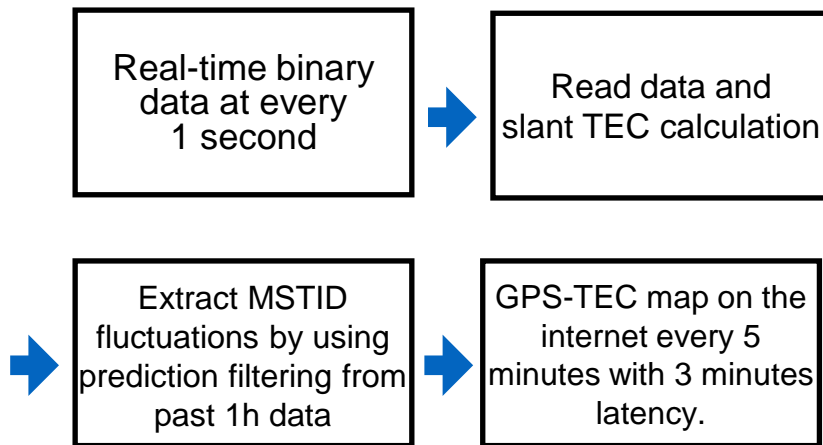 Real-time binary
data at every
1 second
Read data and
slant TEC calculation
Extract MSTID
fluctuations by using
prediction filtering from
past 1h data
GPS-TEC map on the
internet every 5
minutes with 3 minutes
latency.